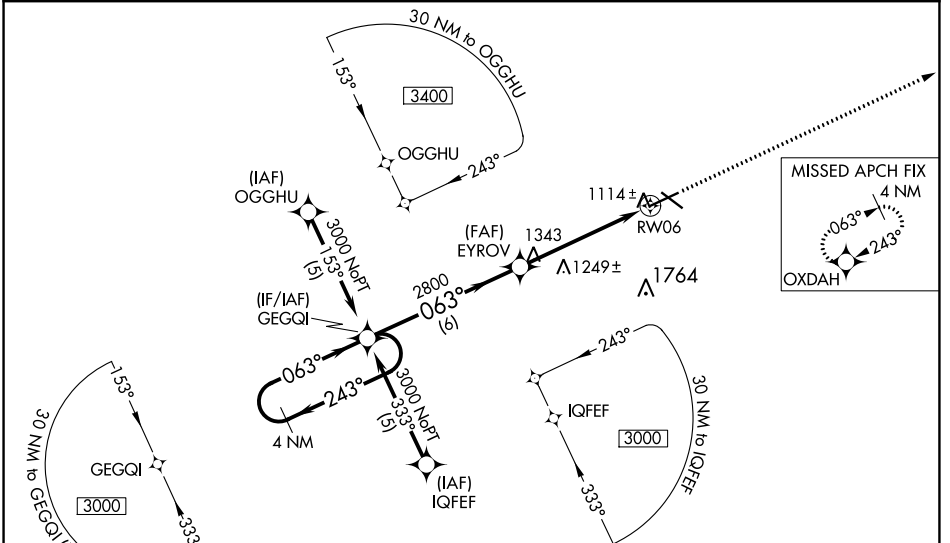 30 NM to OGGHU
153°
3400
OGGHU
243°
(IAF)
OGGHU
3000 NoPT
153°
(5)
(FAF)
EYROV
1343
1249±
1114±
RW06
1764
MISSED APCH FIX
4 NM
063°
243°
OXDAH
2800
063°
(6)
(IF/IAF)
GEGQI
063°
243°
4 NM
3000 NoPT
333°
(5)
(IAF)
IQFEF
243°
IQFEF
3000
333°
30 NM to IQFEF
153°
GEGQI
3000
333
30 NM to GEGQI